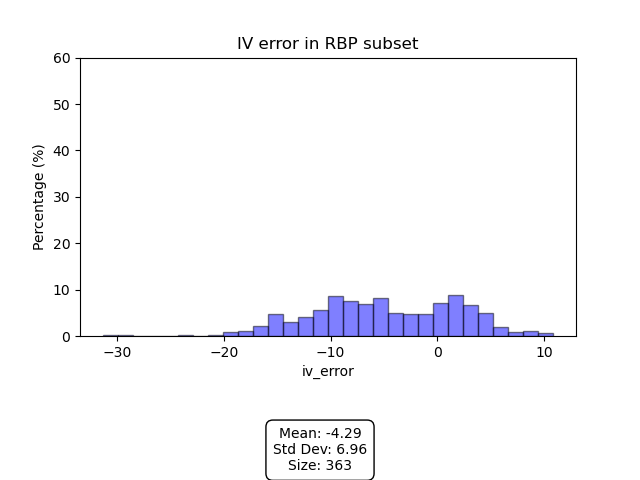 IV error in RBP subset
60
50
40
30
20
10
0
Percentage (%)
−30 −20 −10 0 10
iv_error
Mean: -4.29
Std Dev: 6.96
Size: 363